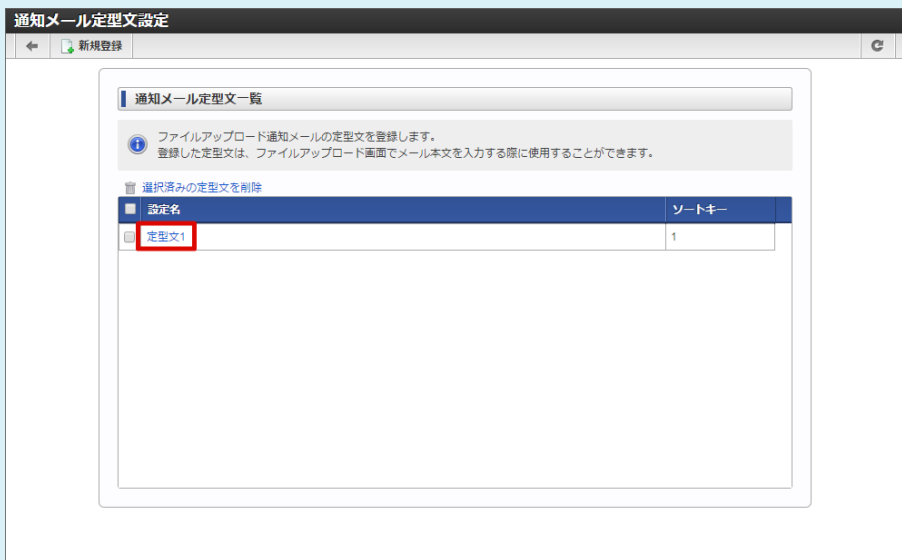 通知メール定型文設定
新規登録
通知メール定型文一覧
ファイルアップロード通知メールの定型文を登録します。
登録した定型文は、ファイルアップロード画面でメール本文を入力する際に使用することができます。
選択済みの定型文を削除
設定名 ソートキー
定型文1 1